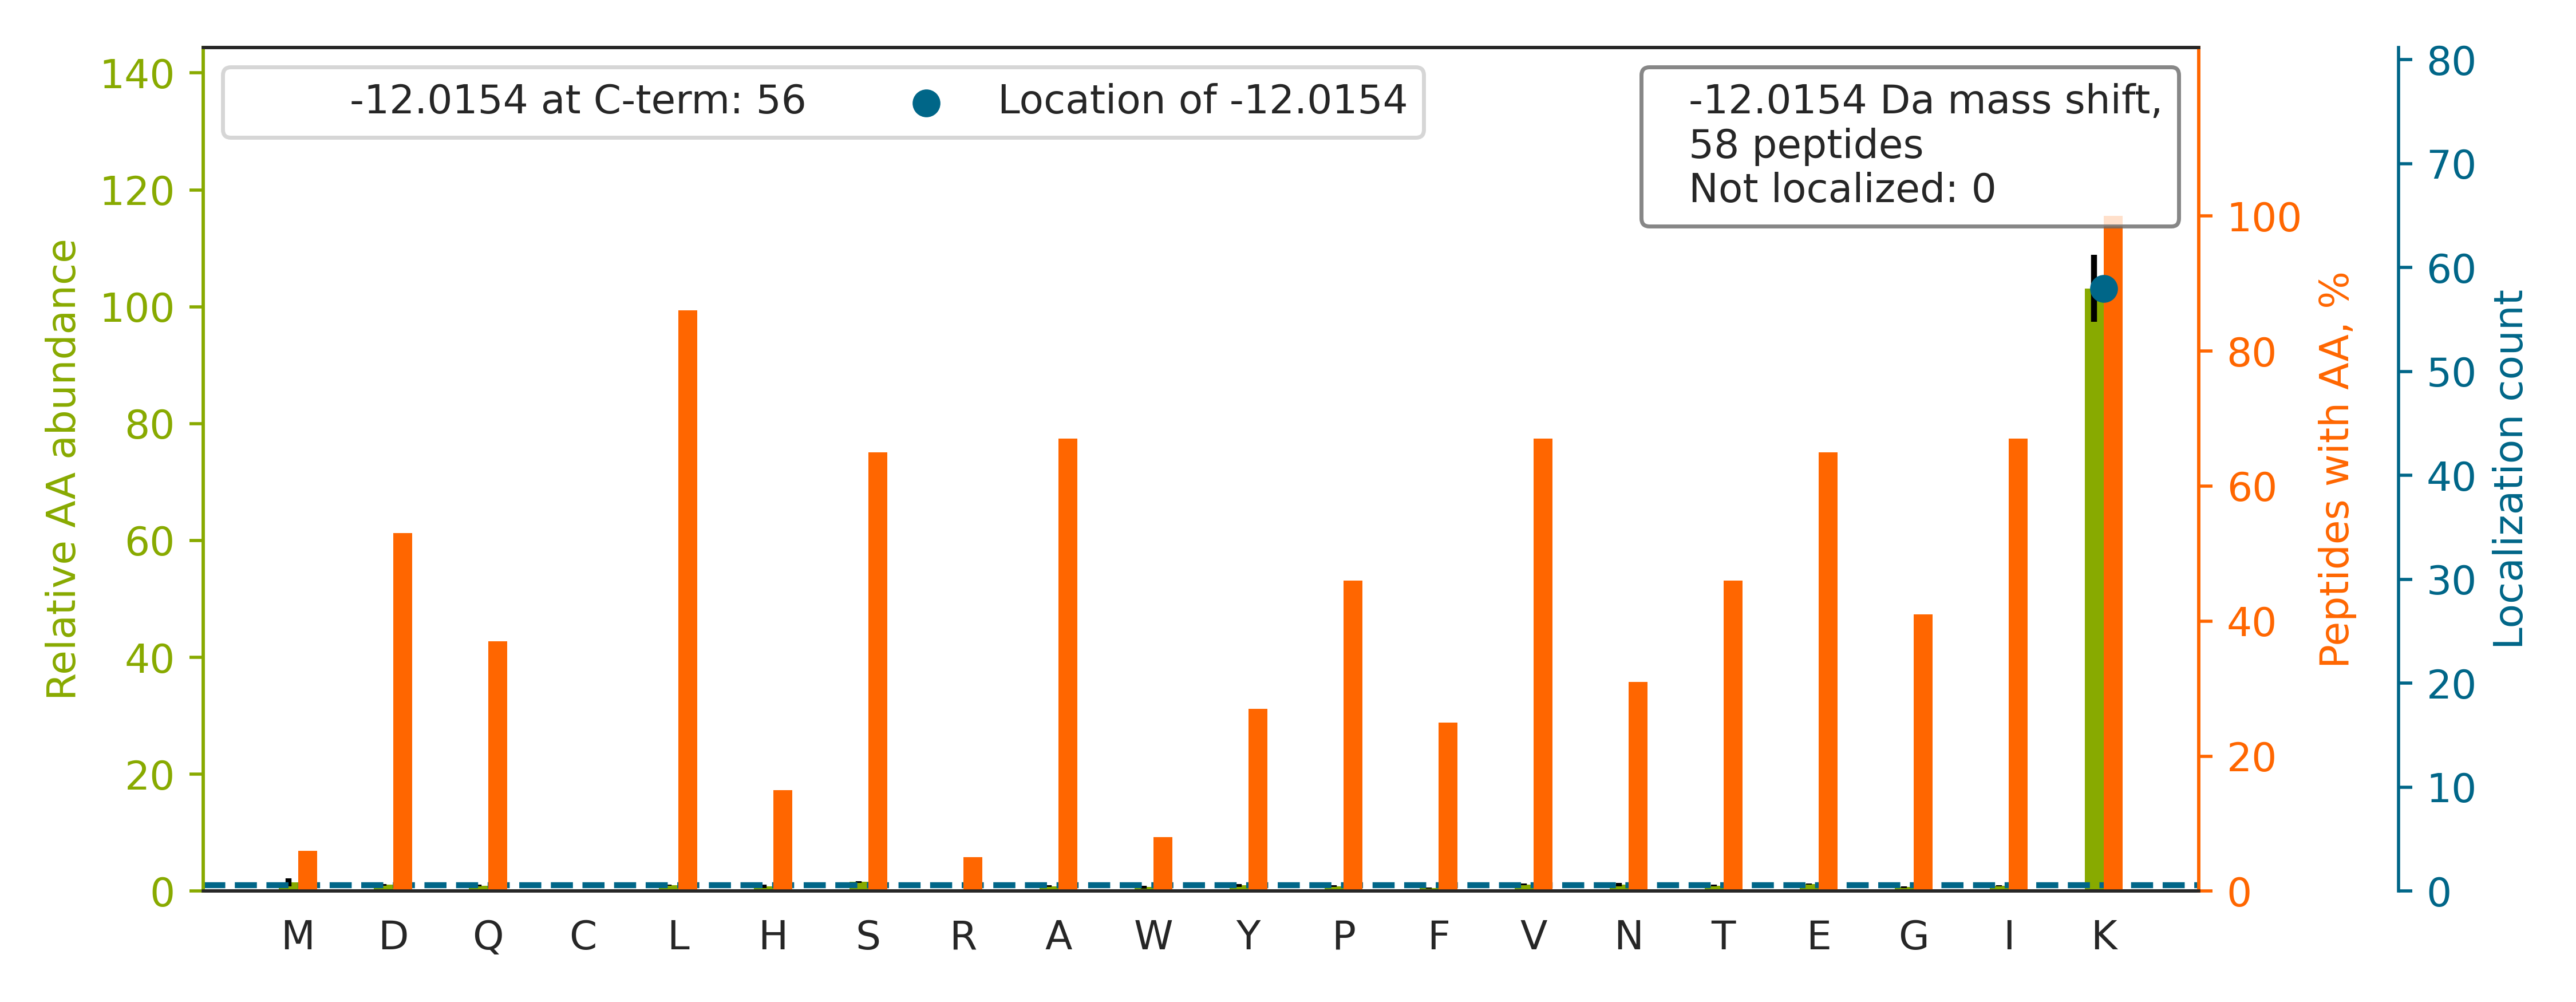 -12.0154 at C-term: 56
Location of -12.0154
-12.0154 Da mass shift,
58 peptides
Not localized: 0
Relative AA abundance
140
120
100
80
60
40
20
0
M D Q C L H S R A W Y P F V N T E G I K
100
80
60
40
20
0
Peptides with AA, %
80
70
60
50
40
30
20
10
0
Localization count